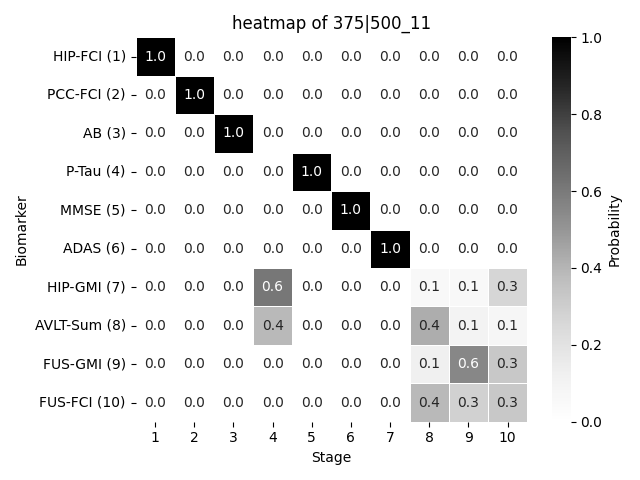 heatmap of 375|500_11
HIP-FCI (1) 1.0 0.0 0.0 0.0 0.0 0.0 0.0 0.0 0.0 0.0
PCC-FCI (2) 0.0 1.0 0.0 0.0 0.0 0.0 0.0 0.0 0.0 0.0
AB (3) 0.0 0.0 1.0 0.0 0.0 0.0 0.0 0.0 0.0 0.0
P-Tau (4) 0.0 0.0 0.0 0.0 1.0 0.0 0.0 0.0 0.0 0.0
MMSE (5) 0.0 0.0 0.0 0.0 0.0 1.0 0.0 0.0 0.0 0.0
ADAS (6) 0.0 0.0 0.0 0.0 0.0 0.0 1.0 0.0 0.0 0.0
HIP-GMI (7) 0.0 0.0 0.0 0.6 0.0 0.0 0.0 0.1 0.1 0.3
AVLT-Sum (8) 0.0 0.0 0.0 0.4 0.0 0.0 0.0 0.4 0.1 0.1
FUS-GMI (9) 0.0 0.0 0.0 0.0 0.0 0.0 0.0 0.1 0.6 0.3
FUS-FCI (10) 0.0 0.0 0.0 0.0 0.0 0.0 0.0 0.4 0.3 0.3
1 2 3 4 5 6 7 8 9 10
Stage
Biomarker
1.0
0.8
0.6
0.4
0.2
0.0
Probability